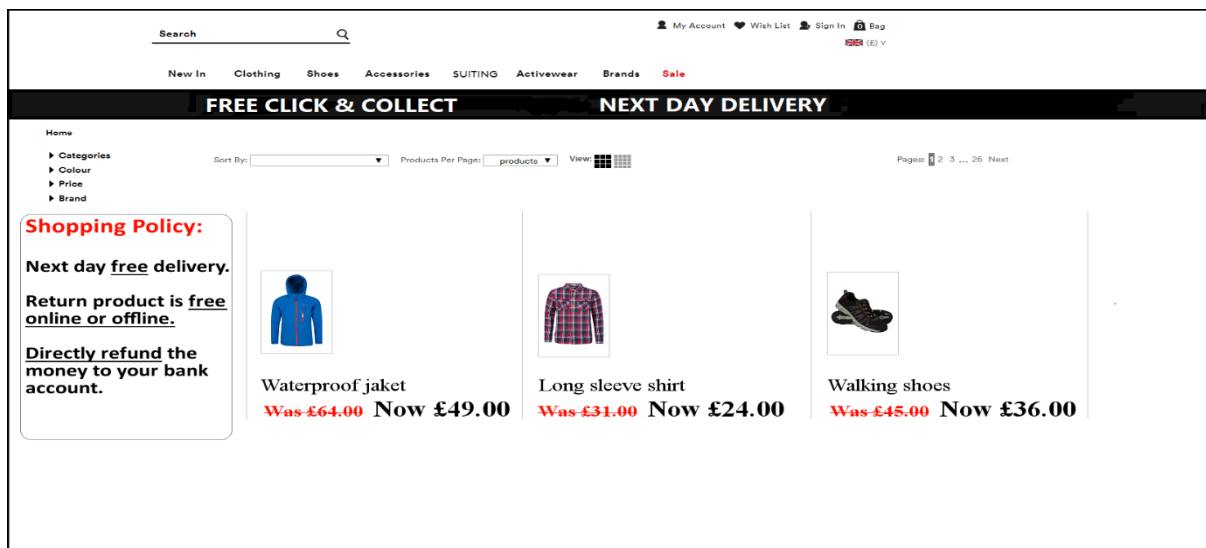 My Account Wish List Sign In 0 Bag
Search
(£) V
New In Clothing Shoes Accessories SUITING Activewear Brands Sale
FREE CLICK & COLLECT NEXT DAY DELIVERY
Home
Categories
Colour
Price
Brand
Sort By: Products Per Page: products View: Pages: 1 2 3 ... 26 Next
Shopping Policy:
Next day free delivery.
Return product is free
online or offline.
Directly refund the
money to your bank
account.
Waterproof jaket
Was £64.00 Now £49.00
Long sleeve shirt
Was £31.00 Now £24.00
Walking shoes
Was £45.00 Now £36.00